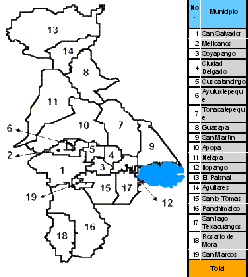 No
.
Municipio
1 San Salvador
2 Mejicanos
3 Soyapango
4 Ciudad
Delgado
5 Cuscatancingo
6 Ayutuxtepequ
e
7 Tonacatepequ
e
8 Guazapa
9 San Martin
10 Apopa
11 Nejapa
12 Ilopango
13 El Paisnal
14 Aguilares
15 Santo Tomás
16 Panchimalco
17 Santiago
Texacuangos
18 Rosario de
Mora
19 San Marcos
Total
13
14
8
11
10
7
9
6
5
4
2
3
1
15
17
19
12
16
18